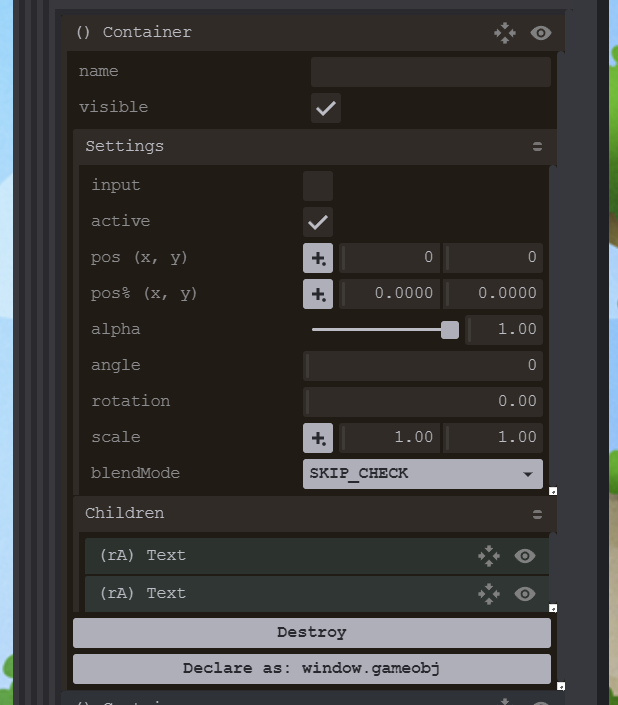 () Container
name
visible
Settings
input
active
pos (x, y) 0 0
pos% (x, y) 0.0000 0.0000
alpha 1.00
angle 0
rotation 0.00
scale 1.00 1.00
blendMode SKIP_CHECK
Children
(rA) Text
(rA) Text
Destroy
Declare as: window.gameobj
() Container